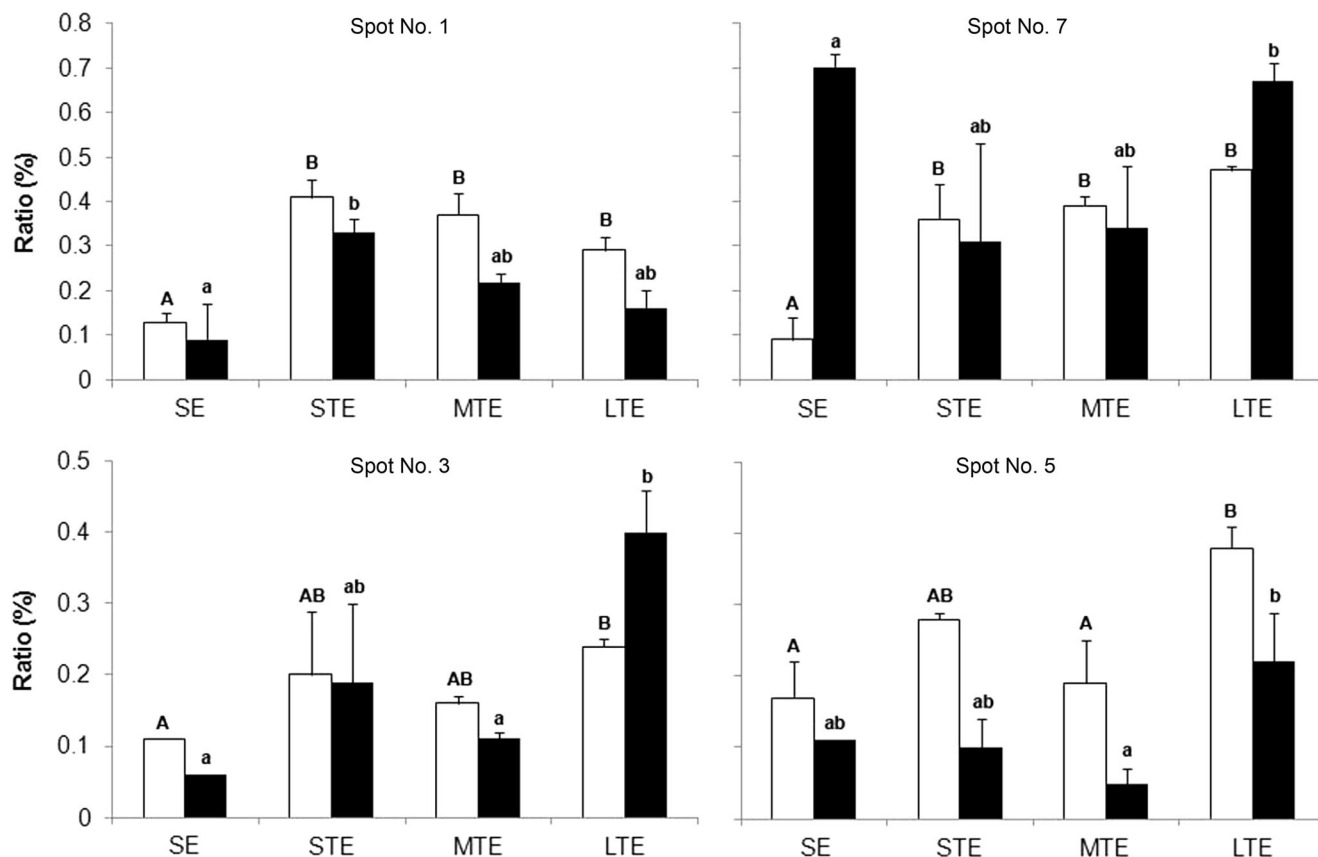 Spot No. 1
0.8
0.7
0.6
0.5
0.4
0.3
0.2
0.1
0
Ratio (%)
A
a
B
b
B
ab
B
ab
SE
STE
MTE
LTE
Spot No. 7
A
a
B
ab
B
ab
B
b
SE
STE
MTE
LTE
Spot No. 3
0.5
0.4
0.3
0.2
0.1
0
Ratio (%)
A
a
AB
ab
AB
a
B
b
SE
STE
MTE
LTE
Spot No. 5
A
ab
AB
ab
A
a
B
b
SE
STE
MTE
LTE